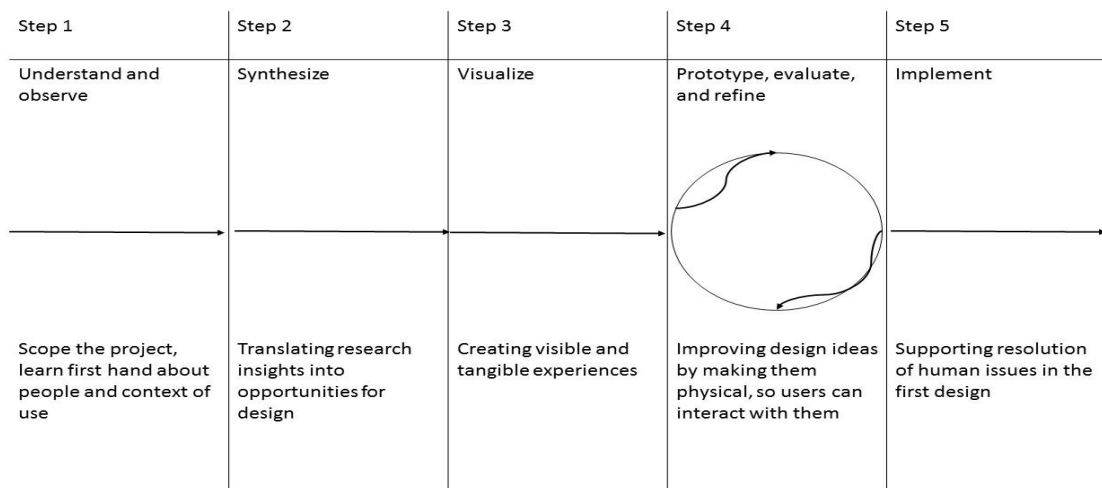 Step 1
Step 2
Step 3
Step 4
Step 5
Understand and
observe
Synthesize
Visualize
Prototype, evaluate,
and refine
Implement
Scope the project,
learn first hand about
people and context of
use
Translating research
insights into
opportunities for
design
Creating visible and
tangible experiences
Improving design ideas
by making them
physical, so users can
interact with them
Supporting resolution
of human issues in the
first design